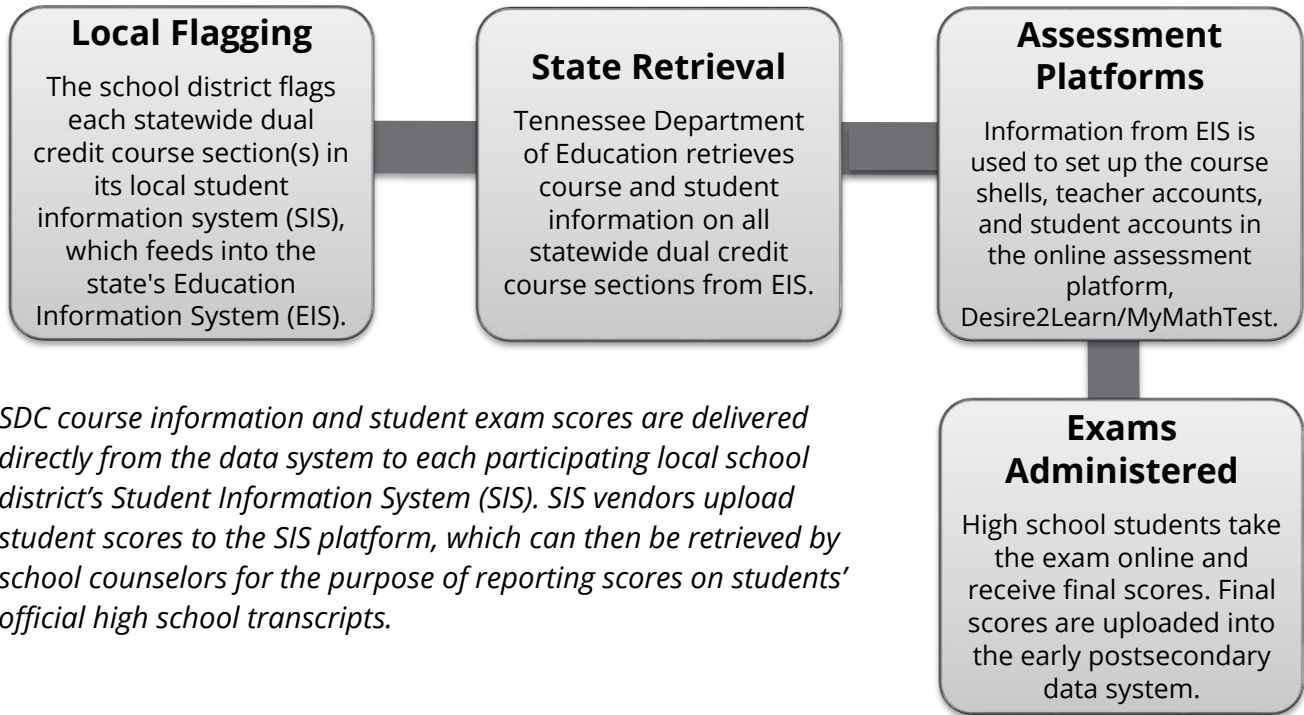 Local Flagging
The school district flags
each statewide dual
credit course section(s) in
its local student
information system (SIS),
which feeds into the
state's Education
Information System (EIS).
State Retrieval
Tennessee Department
of Education retrieves
course and student
information on all
statewide dual credit
course sections from EIS.
Assessment
Platforms
Information from EIS is
used to set up the course
shells, teacher accounts,
and student accounts in
the online assessment
platform,
Desire2Learn/MyMathTest.
Exams
Administered
High school students take
the exam online and
receive final scores. Final
scores are uploaded into
the early postsecondary
data system.
SDC course information and student exam scores are delivered
directly from the data system to each participating local school
district’s Student Information System (SIS). SIS vendors upload
student scores to the SIS platform, which can then be retrieved by
school counselors for the purpose of reporting scores on students’
official high school transcripts.